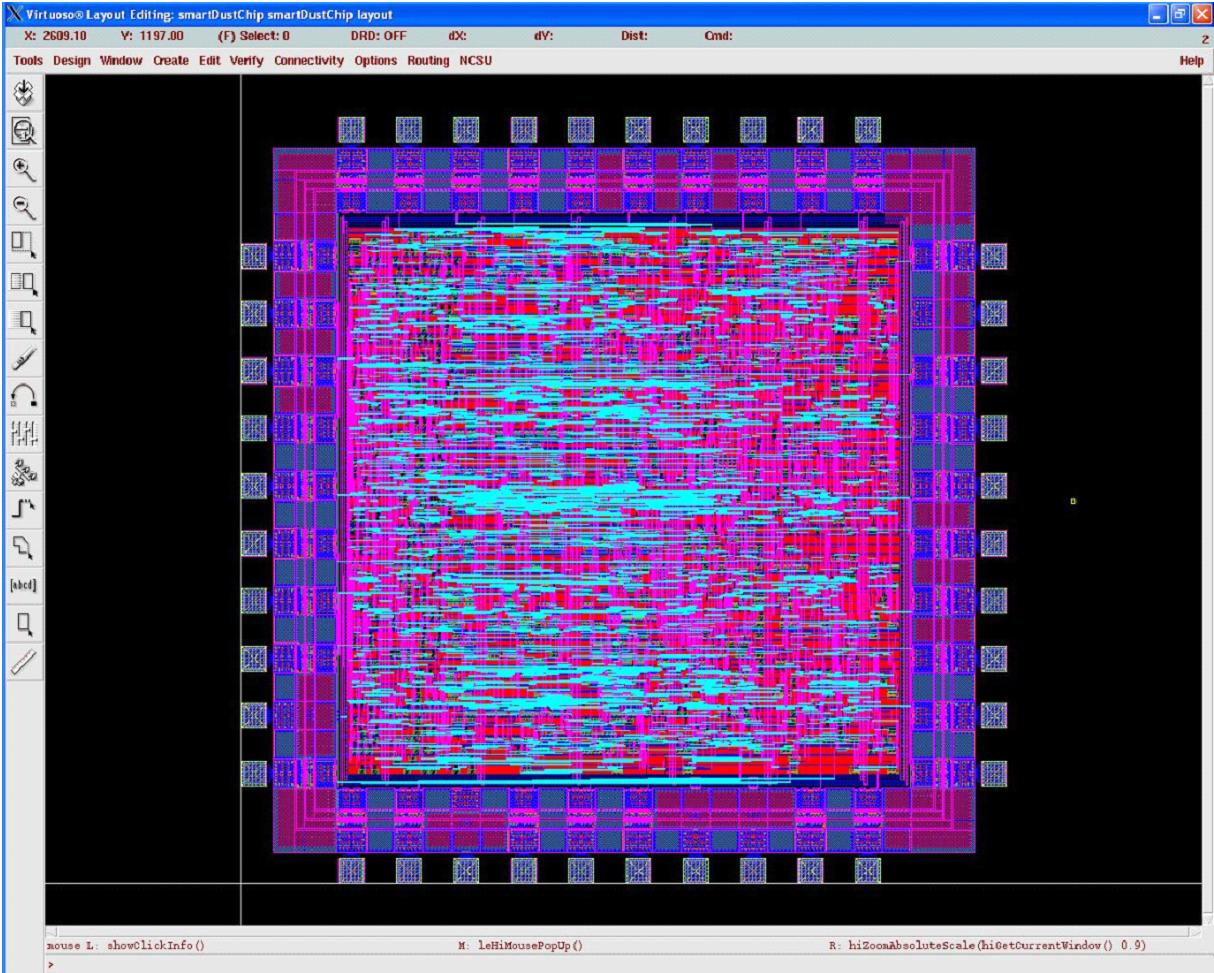 Virtuoso® Layout Editing: smartDustChip smartDustChip layout
X: 2609.10 Y: 1197.00 (F) Select: 0 DRD: OFF dX: dY: Dist: Cmd: 2
Tools Design Window Create Edit Verify Connectivity Options Routing NCSU Help
[abcd]
mouse L: showClickInfo() M: leHiMousePopUp() R: hiZoomAbsoluteScale(hiGetCurrentWindow() 0.9)
>